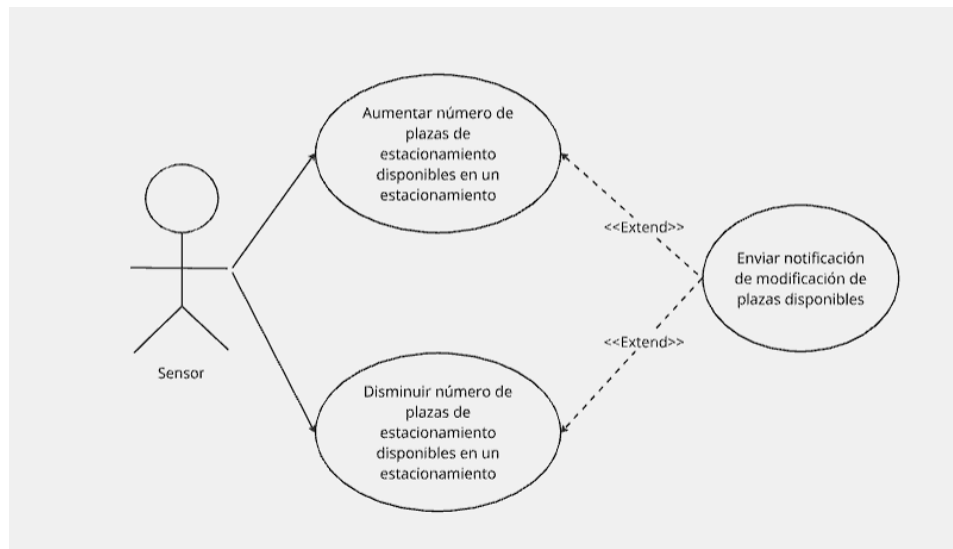 Aumentar número de
plazas de
estacionamiento
disponibles en un
estacionamiento
<<Extend>>
Enviar notificación
de modificación de
plazas disponibles
<<Extend>>
Sensor
Disminuir número de
plazas de
estacionamiento
disponibles en un
estacionamiento